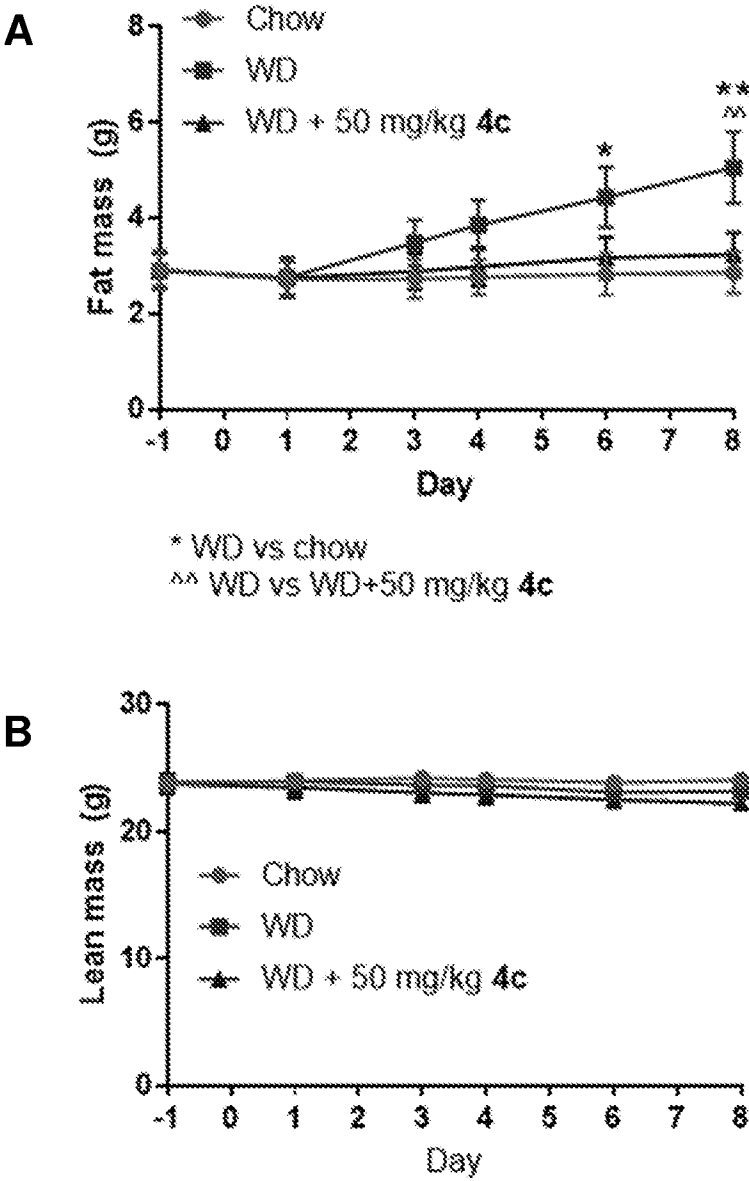 A
Chow
WD
WD + 50 mg/kg 4c
8
6
4
2
0
Fat mass (g)
*
**
^^
-1 0 1 2 3 4 5 6 7 8
Day
* WD vs chow
^^ WD vs WD+50 mg/kg 4c
B
30
20
10
0
Lean mass (g)
Chow
WD
WD + 50 mg/kg 4c
-1 0 1 2 3 4 5 6 7 8
Day